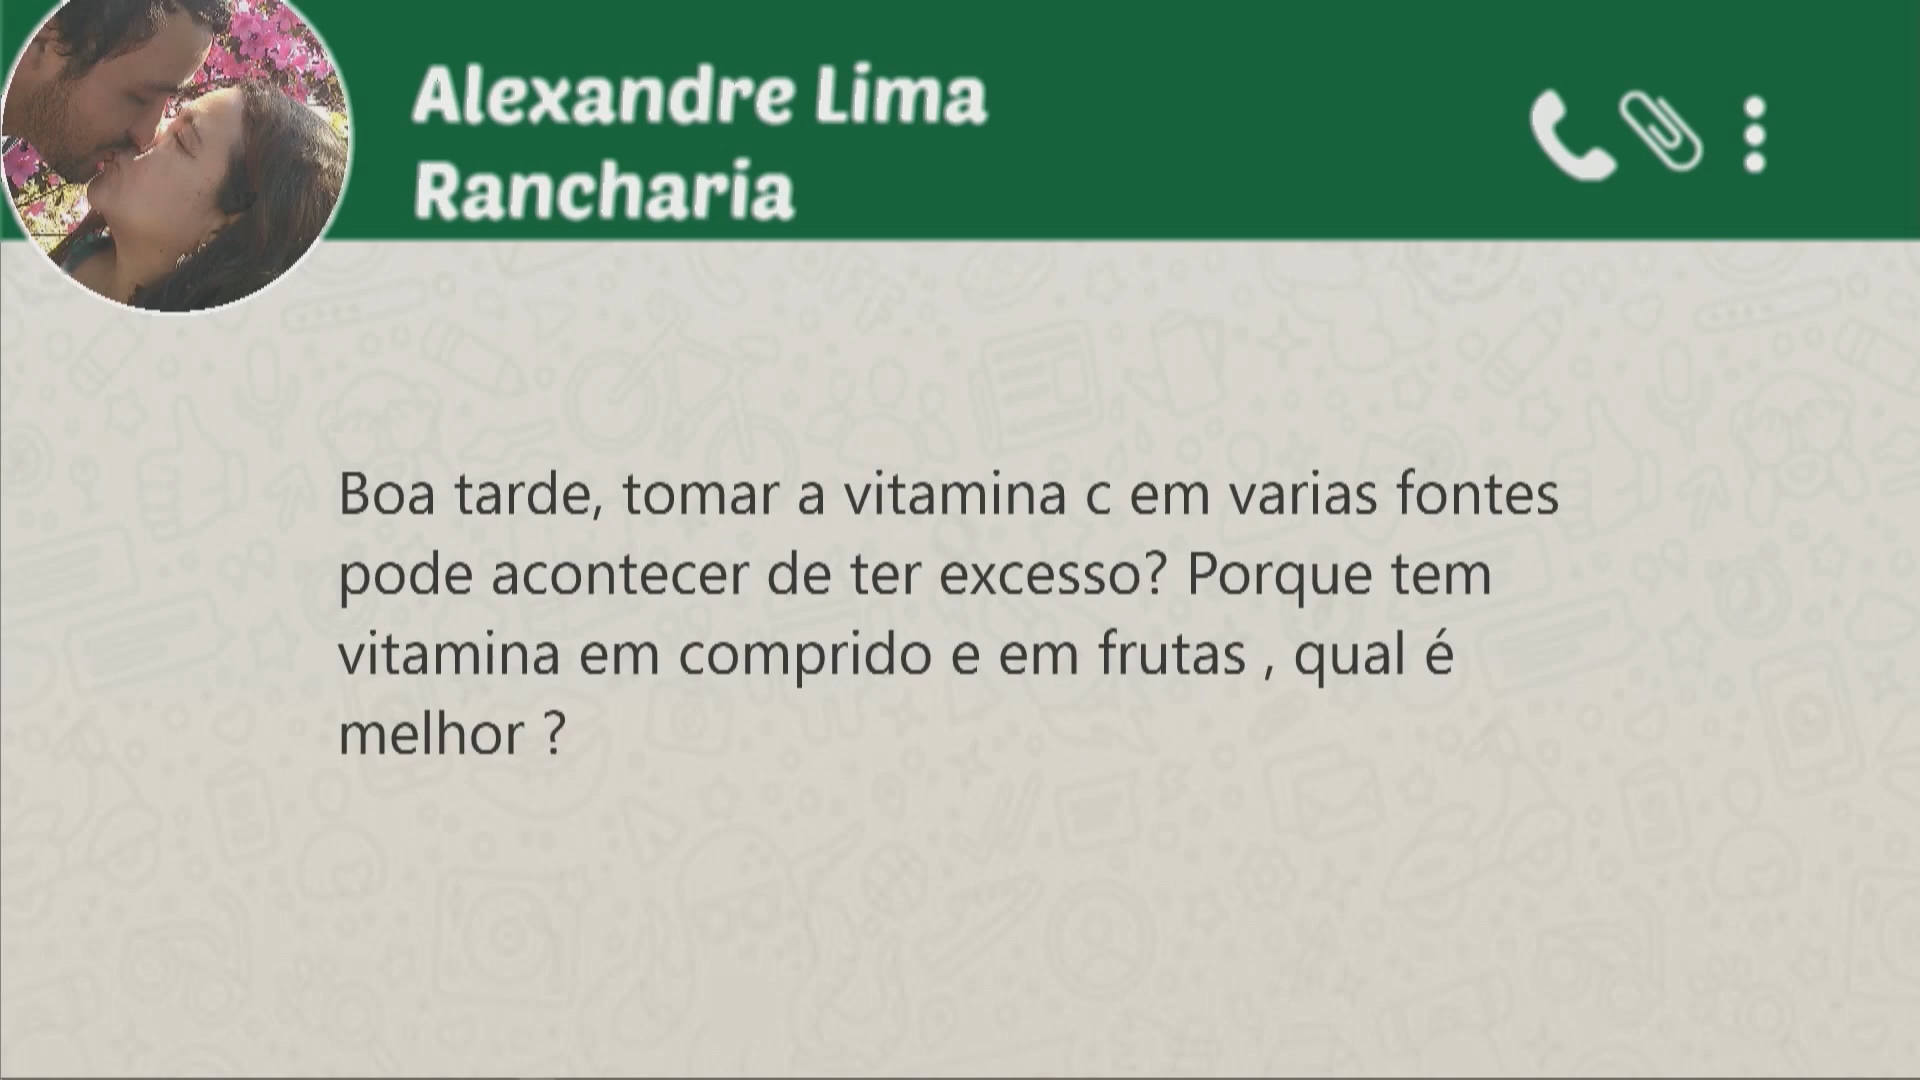 Alexandre Lima
Rancharia
Boa tarde, tomar a vitamina c em varias fontes
pode acontecer de ter excesso? Porque tem
vitamina em comprido e em frutas , qual é
melhor ?